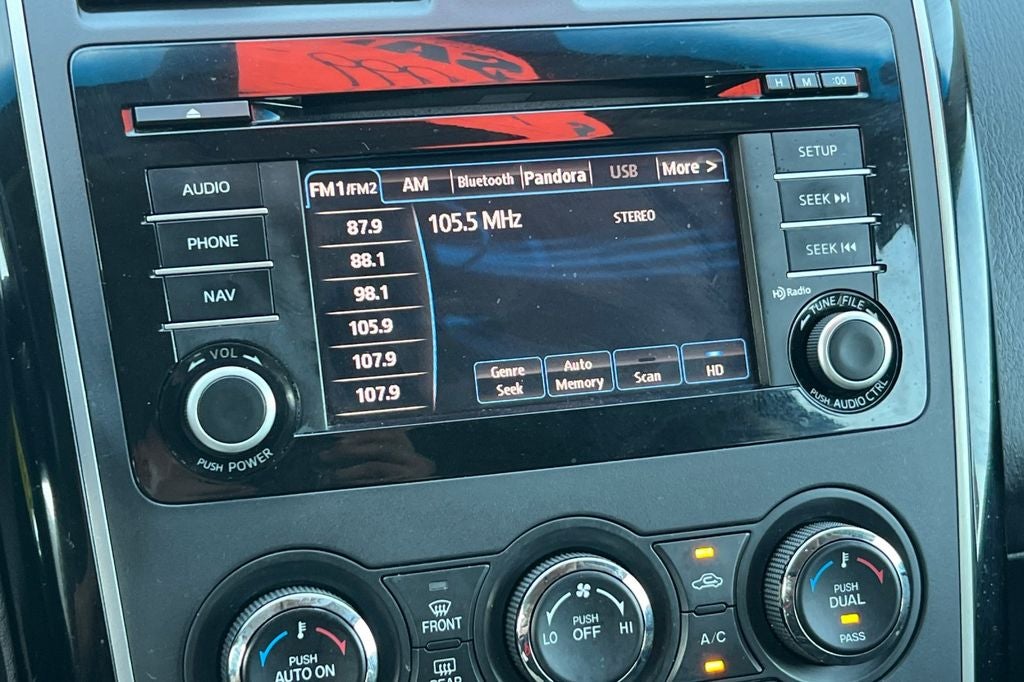 H M :00
AUDIO
PHONE
NAV
VOL
PUSH POWER
FM1/FM2 AM Bluetooth Pandora USB More >
87.9
88.1
98.1
105.9
107.9
107.9
105.5 MHz STEREO
Genre Seek
Auto Memory
Scan
HD
SETUP
SEEK
SEEK
HD Radio
TUNE/FILE
PUSH AUDIO CTRL
PUSH
AUTO ON
FRONT
REAR
LO PUSH HI
OFF
A/C
PUSH
DUAL
PASS